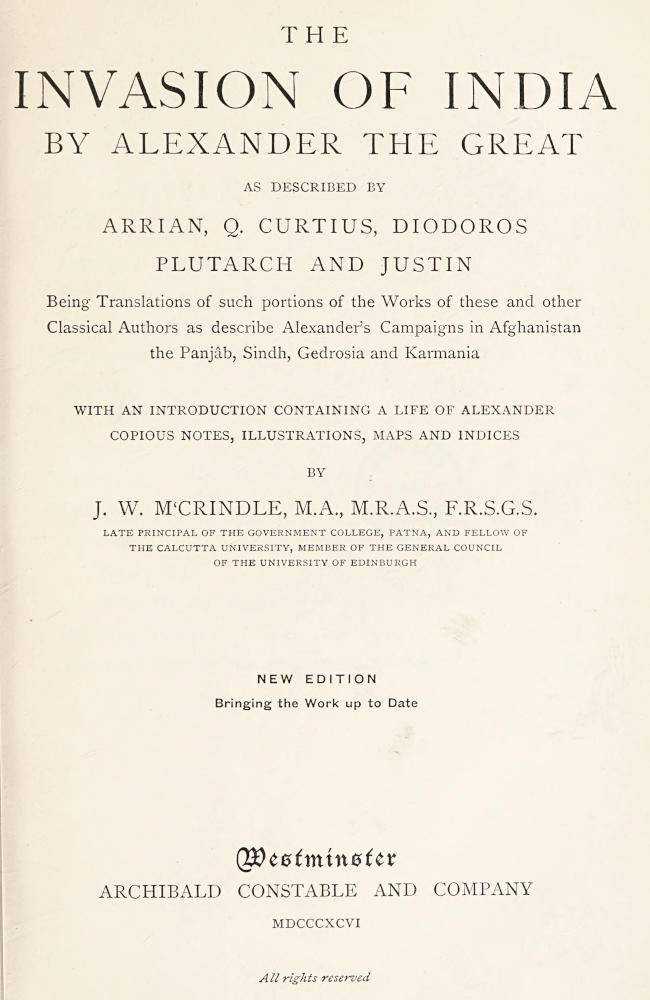 THE
INVASION OF INDIA
BY ALEXANDER THE GREAT
AS DESCRIBED BY
ARRIAN, Q. CURTIUS, DIODOROS
PLUTARCH AND JUSTIN
Being Translations of such portions of the Works of these and other
Classical Authors as describe Alexander's Campaigns in Afghanistan
the Panjâb, Sindh, Gedrosia and Karmania
WITH AN INTRODUCTION CONTAINING A LIFE OF ALEXANDER
COPIOUS NOTES, ILLUSTRATIONS, MAPS AND INDICES
BY
J. W. M‘CRINDLE, M.A., M.R.A.S., F.R.S.G.S.
LATE PRINCIPAL OF THE GOVERNMENT COLLEGE, PATNA, AND FELLOW OF
THE CALCUTTA UNIVERSITY, MEMBER OF THE GENERAL COUNCIL
OF THE UNIVERSITY OF EDINBURGH
NEW EDITION
Bringing the Work up to Date
Westminster
ARCHIBALD CONSTABLE AND COMPANY
MDCCCXCVI
All rights reserved